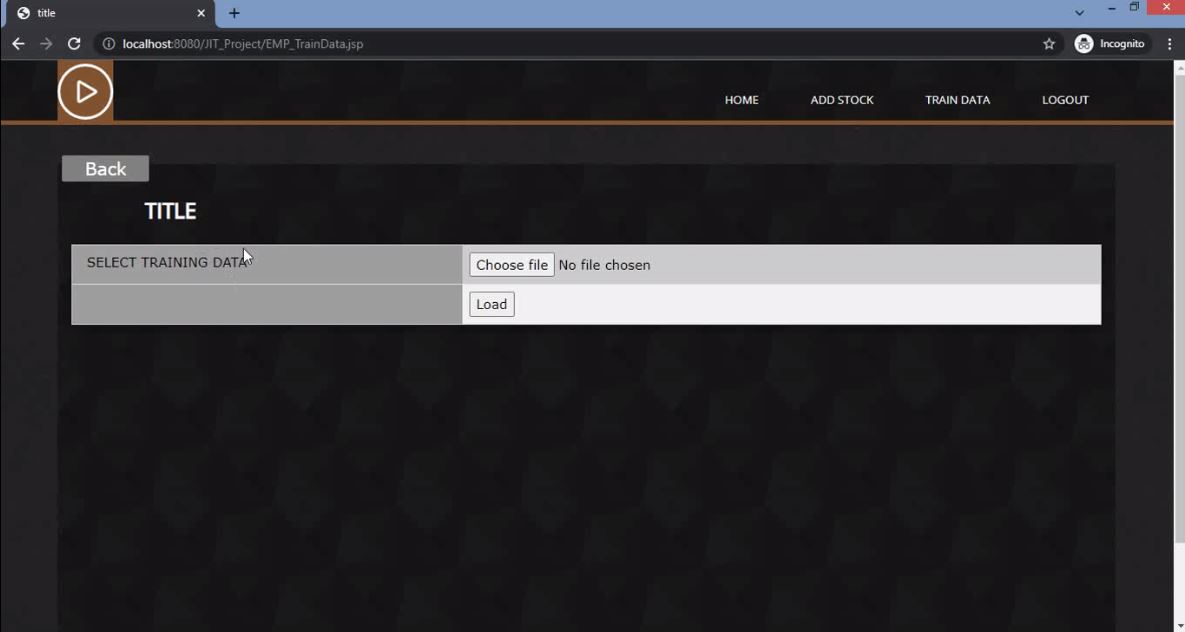 title
localhost:8080/JIT_Project/EMP_TrainData.jsp
Incognito
HOME
ADD STOCK
TRAIN DATA
LOGOUT
Back
TITLE
SELECT TRAINING DATA
Choose file No file chosen
Load